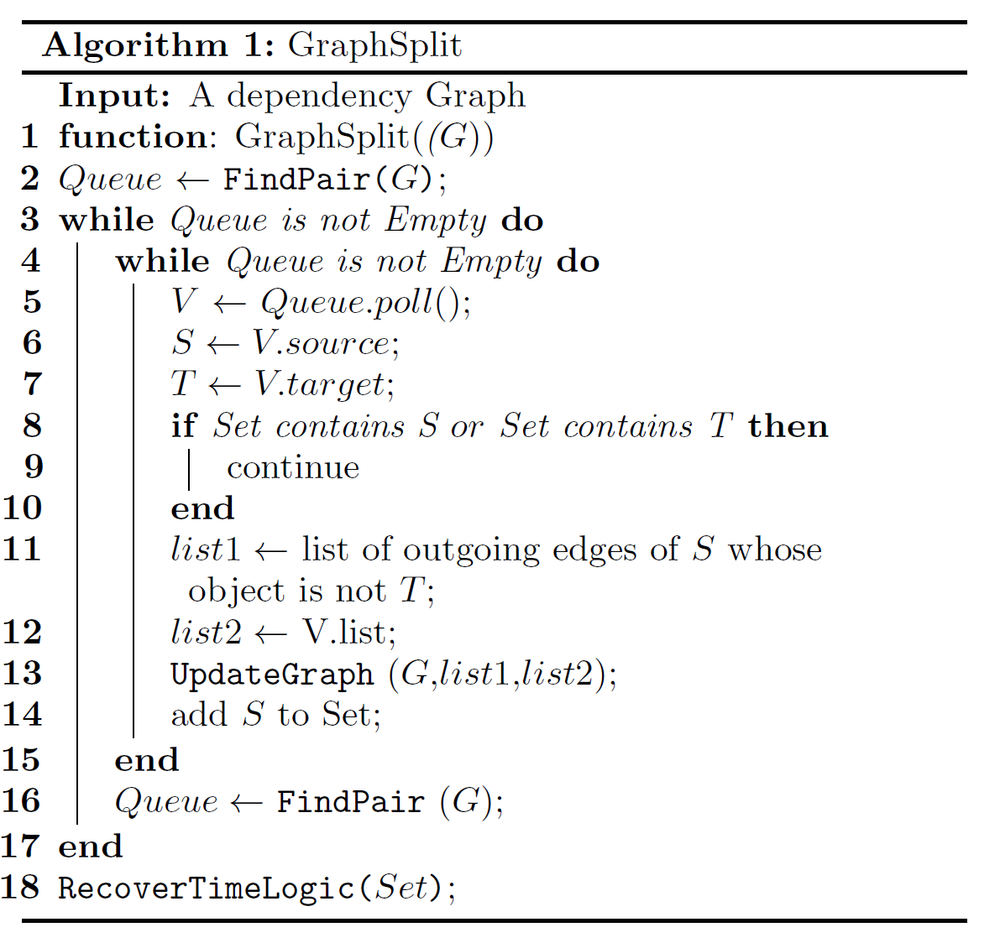 Algorithm 1: GraphSplit
Input: A dependency Graph
1 function: GraphSplit((G))
2 Queue ← FindPair(G);
3 while Queue is not Empty do
4 while Queue is not Empty do
5 V ← Queue.poll();
6 S ← V.source;
7 T ← V.target;
8 if Set contains S or Set contains T then
9 continue
10 end
11 list1 ← list of outgoing edges of S whose
object is not T;
12 list2 ← V.list;
13 UpdateGraph (G,list1,list2);
14 add S to Set;
15 end
16 Queue ← FindPair (G);
17 end
18 RecoverTimeLogic(Set);